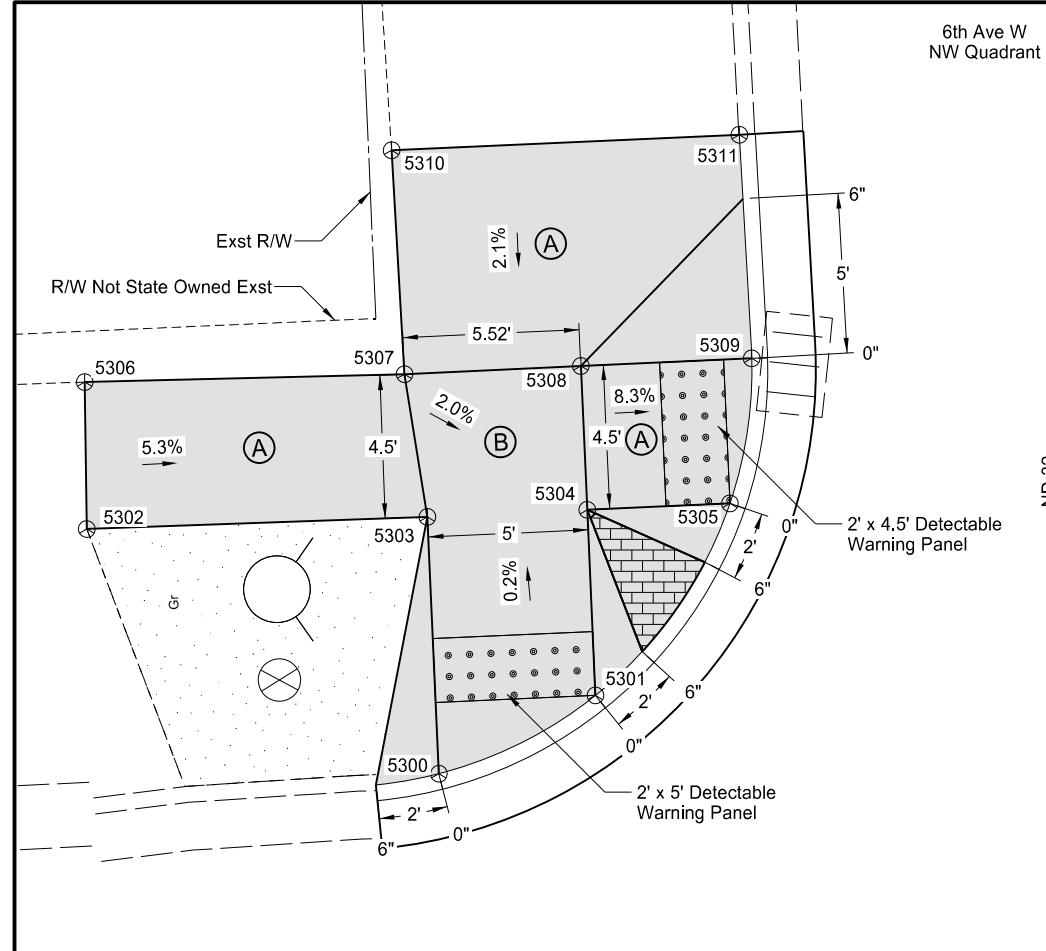 6th Ave W
NW Quadrant
5310
5311
6"
Exst R/W
2.1%
A
5'
R/W Not State Owned Exst
5.52'
5309
0"
5306
5307
5308
2.0%
8.3%
5.3%
A
4.5'
B
4.5'
A
5304
5302
5303
5'
5305
0"
2' x 4.5' Detectable
Warning Panel
2'
0.2%
6"
Gr
5301
6"
2'
0"
5300
2' x 5' Detectable
Warning Panel
2'
0"
6"